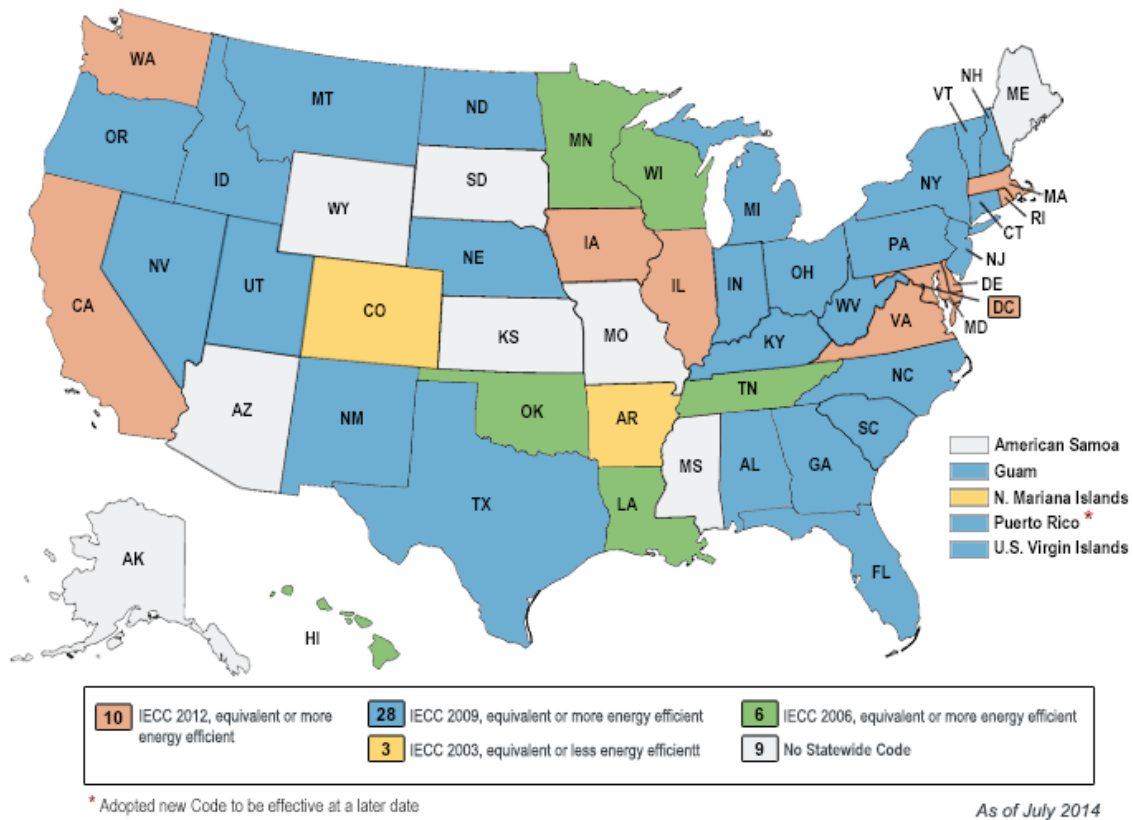 WA
MT
ND
MN
VT
NH
ME
OR
ID
WY
SD
WI
MI
NY
MA
RI
CT
NV
UT
CO
NE
IA
IL
IN
OH
PA
NJ
DE
DC
MD
CA
KS
MO
KY
WV
VA
AZ
NM
OK
AR
TN
NC
SC
TX
LA
MS
AL
GA
FL
AK
HI
American Samoa
Guam
N. Mariana Islands
Puerto Rico *
U.S. Virgin Islands
10 IECC 2012, equivalent or more
energy efficient
28 IECC 2009, equivalent or more energy efficient
6 IECC 2006, equivalent or more energy efficient
3 IECC 2003, equivalent or less energy efficientt
9 No Statewide Code
* Adopted new Code to be effective at a later date
As of July 2014